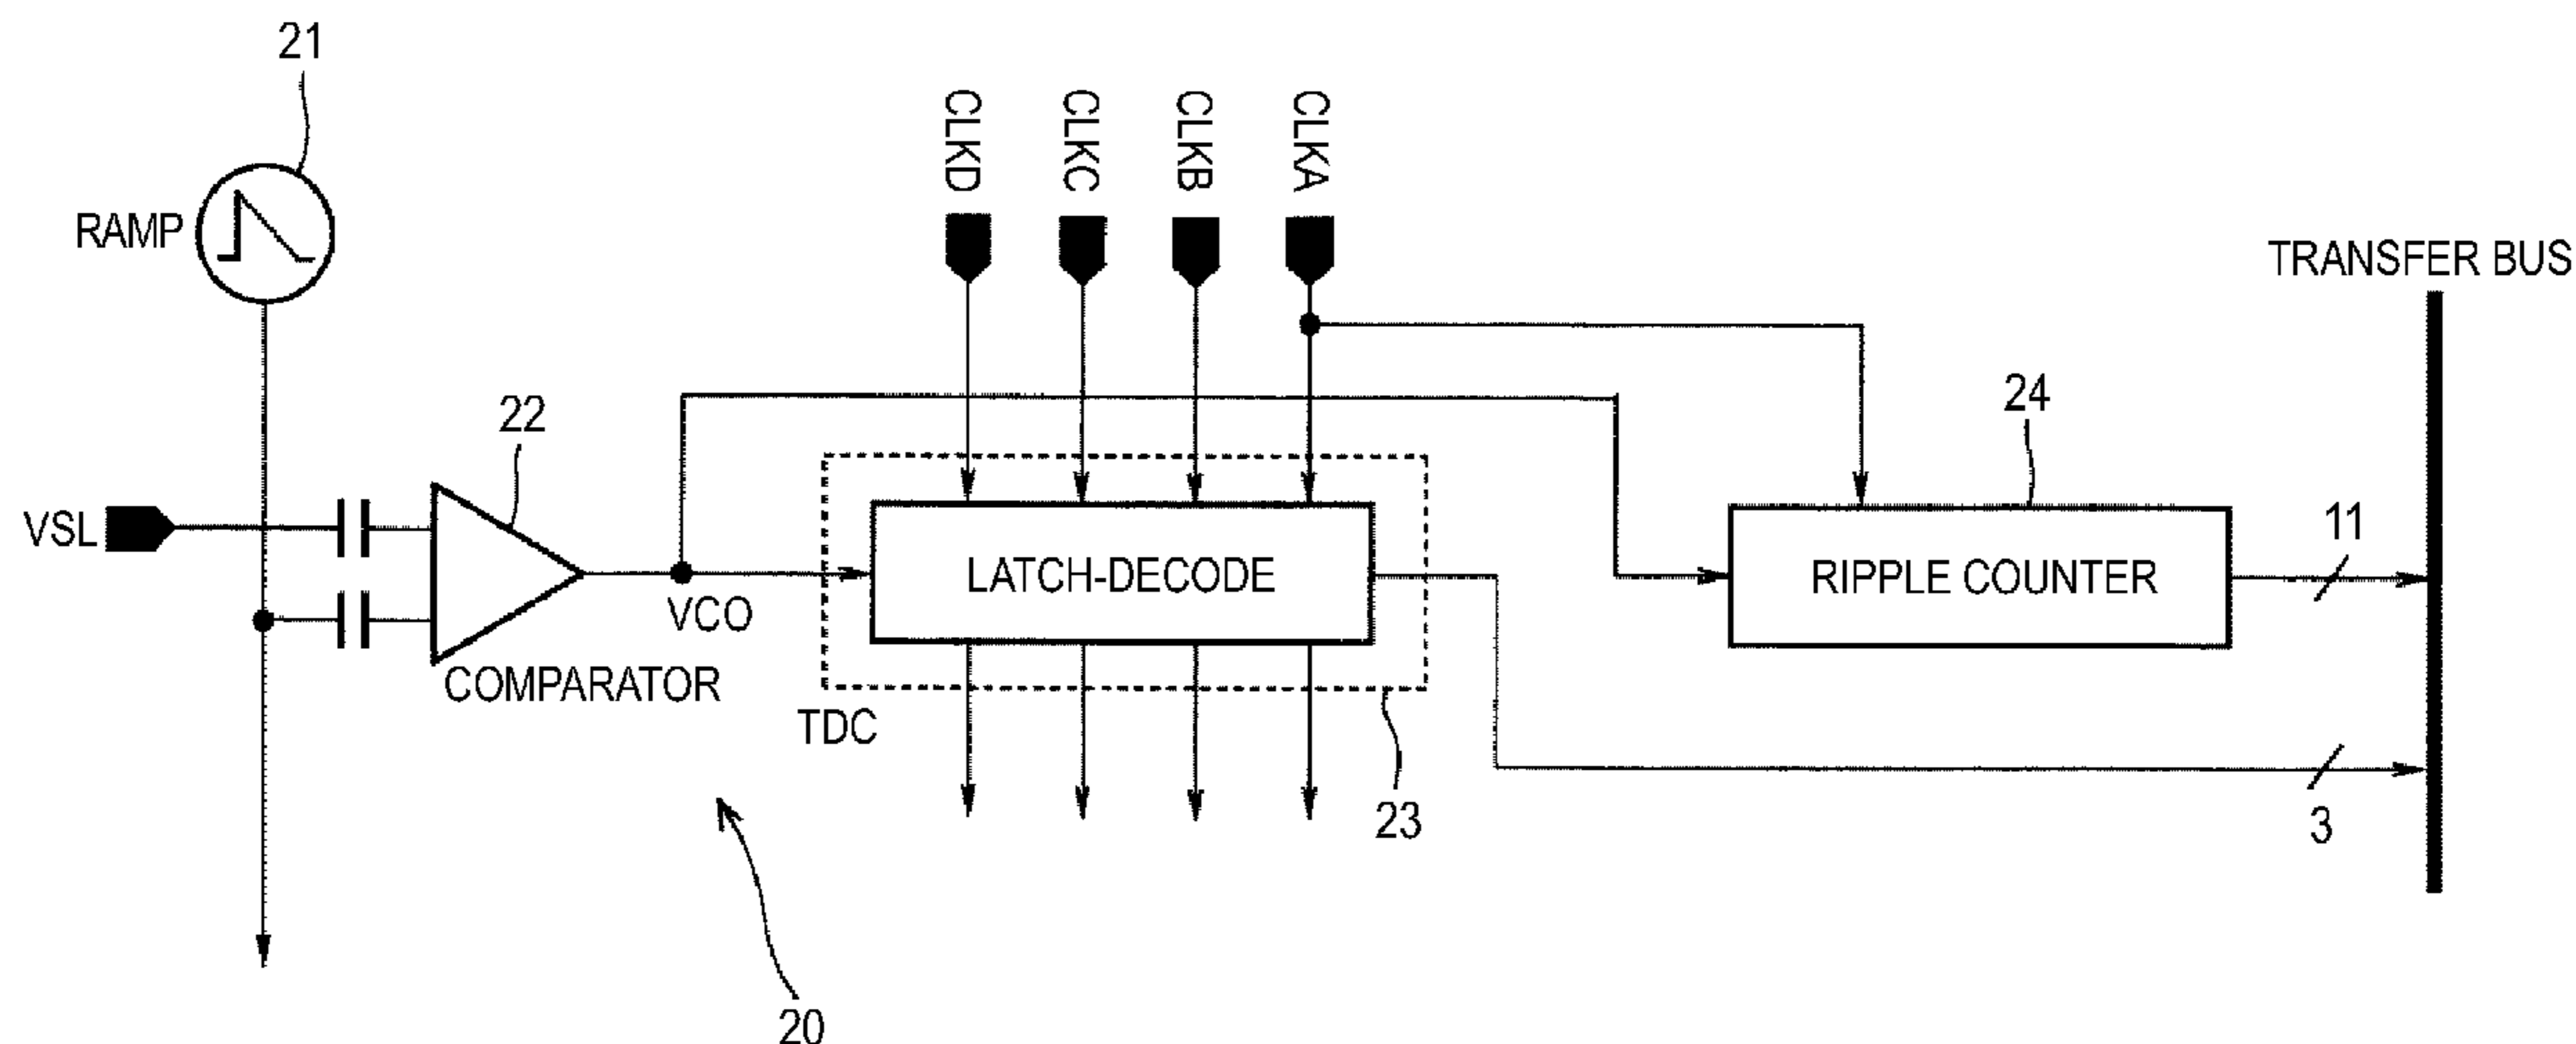 21
RAMP
CLKD
CLKC
CLKB
CLKA
TRANSFER BUS
22
24
VSL
11
LATCH-DECODE
RIPPLE COUNTER
VCO
COMPARATOR
TDC
23
3
20